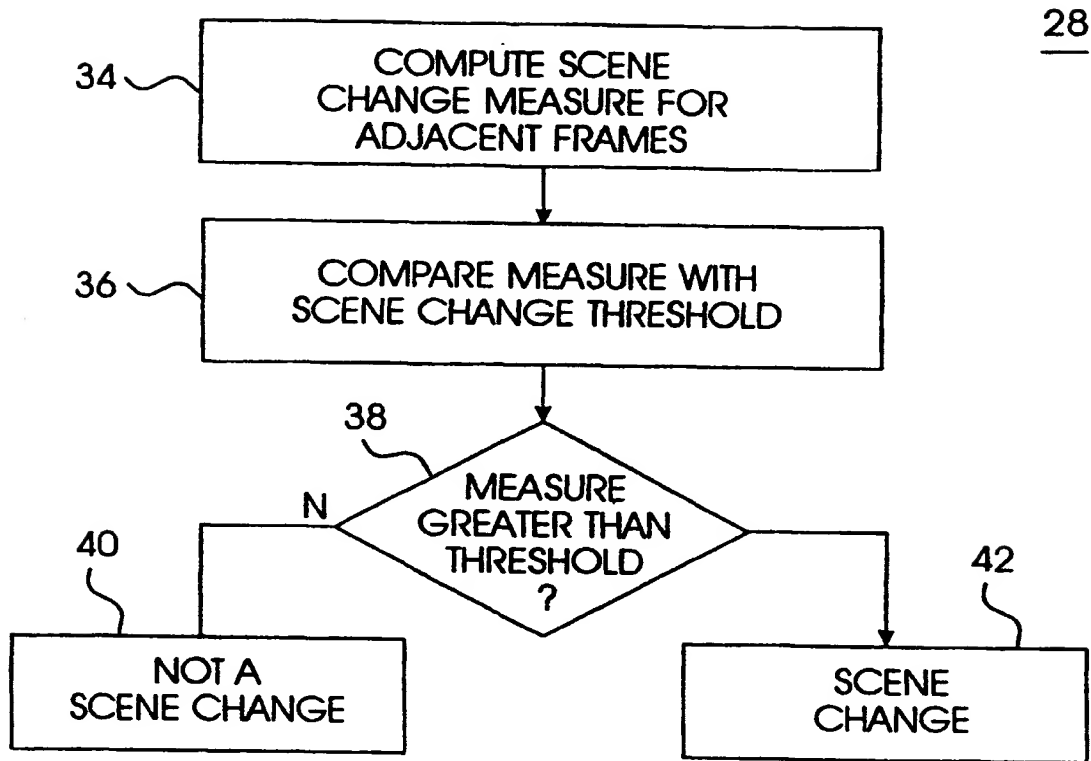 28
34
COMPUTE SCENE
CHANGE MEASURE FOR
ADJACENT FRAMES
36
COMPARE MEASURE WITH
SCENE CHANGE THRESHOLD
38
MEASURE
GREATER THAN
THRESHOLD
?
N
40
NOT A
SCENE CHANGE
42
SCENE
CHANGE